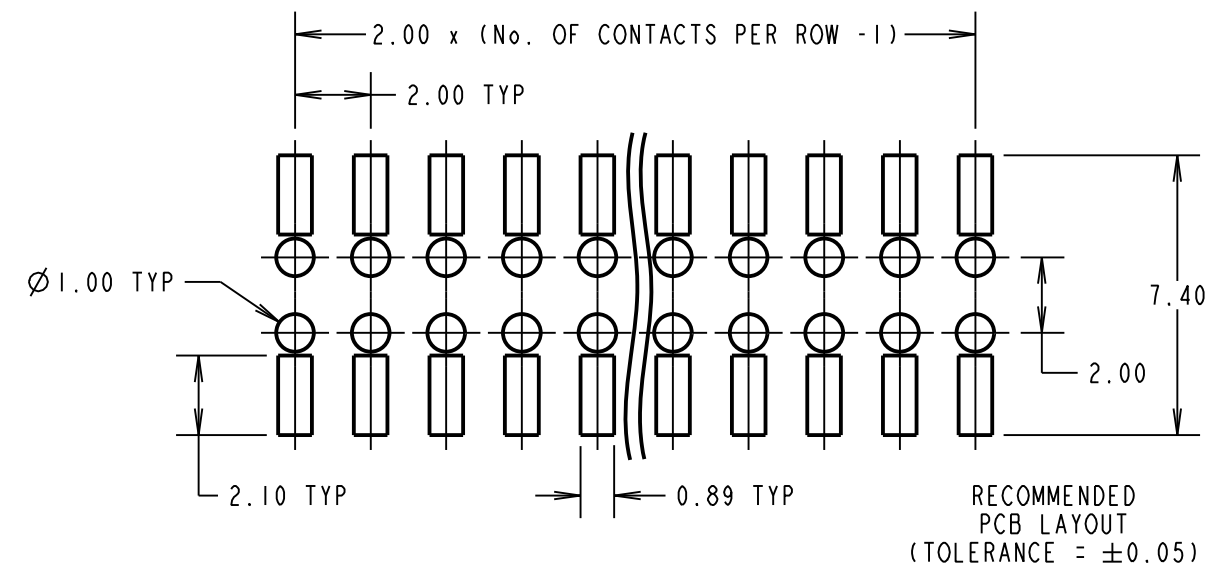 2.00 x (No. OF CONTACTS PER ROW -1)
2.00 TYP
Ø1.00 TYP
7.40
2.00
2.10 TYP
0.89 TYP
RECOMMENDED
PCB LAYOUT
(TOLERANCE = ±0.05)